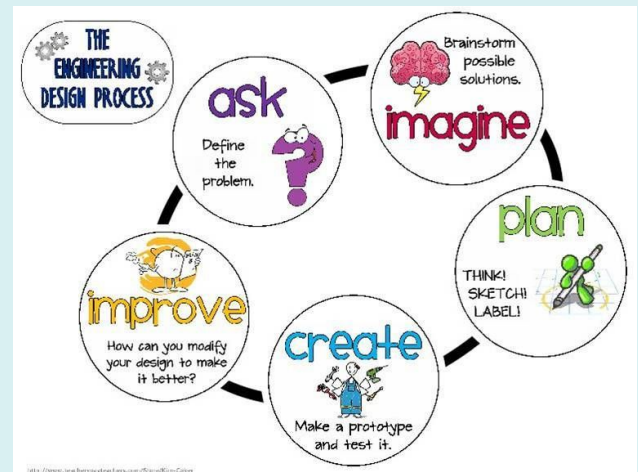 THE
ENGINEERING
DESIGN PROCESS
ask
Define
the
problem.
Brainstorm
possible
solutions.
imagine
plan
THINK!
SKETCH!
LABEL!
create
Make a prototype
and test it.
improve
How can you modify
your design to make
it better?